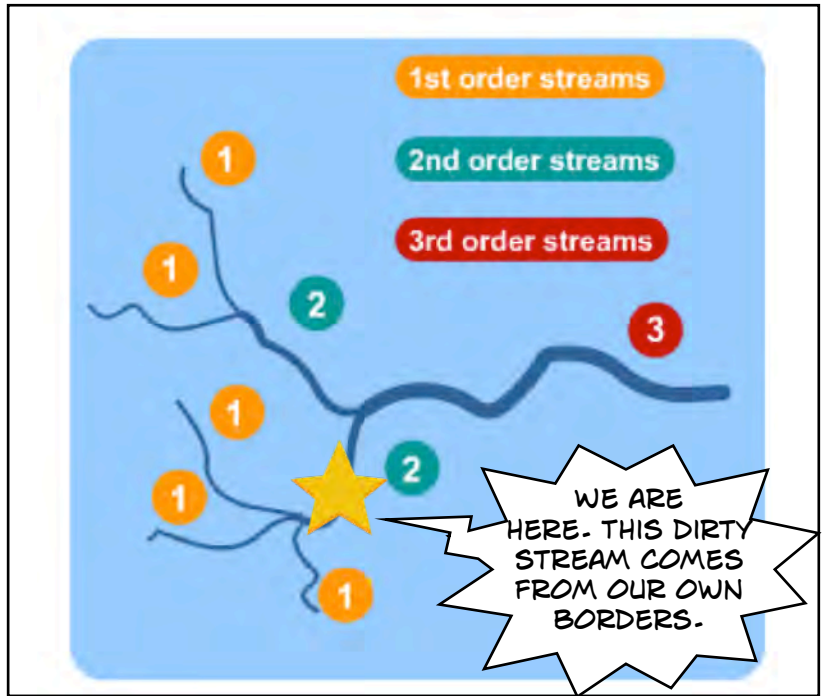 1st order streams
1
2nd order streams
3rd order streams
1
2
3
1
2
1
WE ARE
HERE. THIS DIRTY
STREAM COMES
FROM OUR OWN
BORDERS.
1